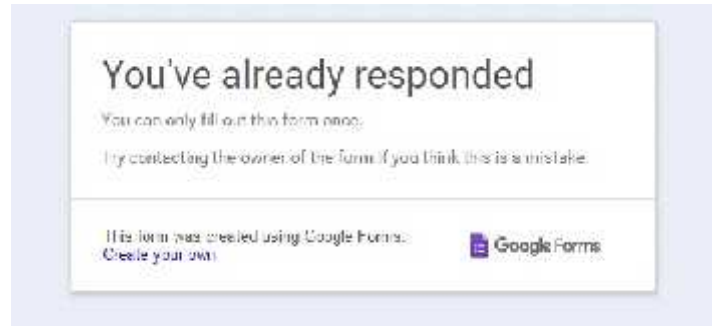 You've already responded
You can only fill out this form once.
Try contacting the owner of the form if you think this is a mistake.
This form was created using Google Forms.
Create your own
Google Forms